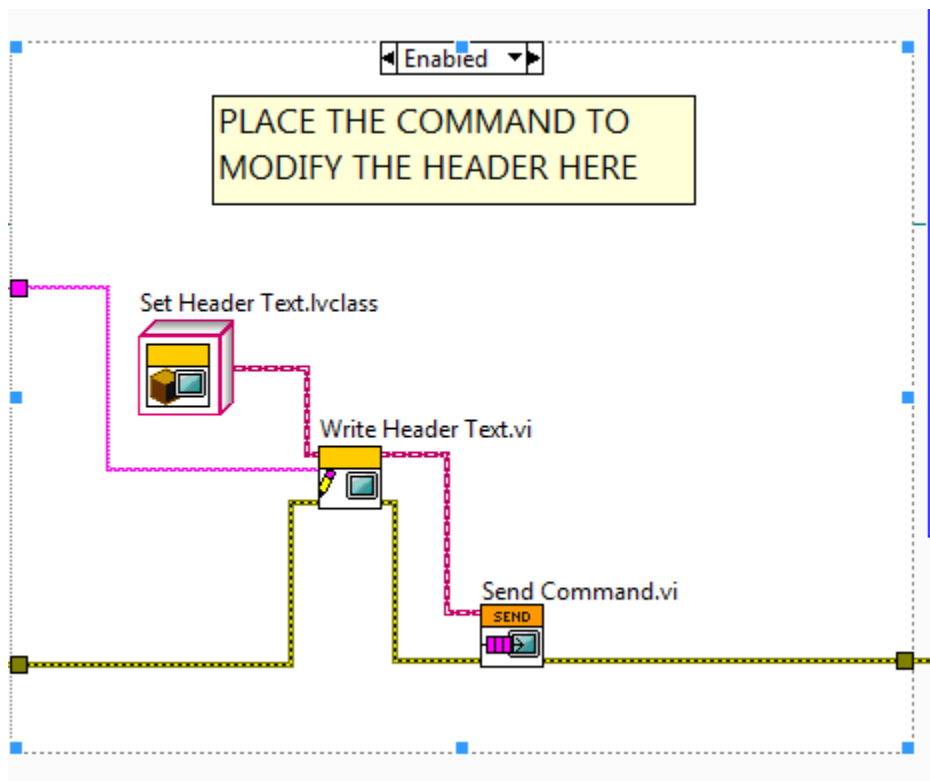 Enabled
PLACE THE COMMAND TO
MODIFY THE HEADER HERE
Set Header Text.lvclass
Write Header Text.vi
Send Command.vi
SEND